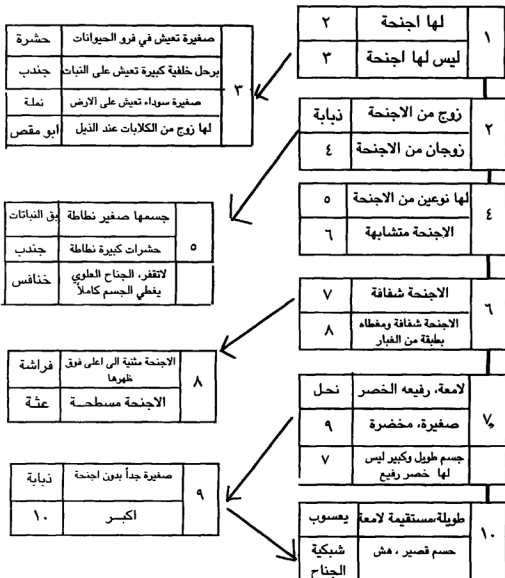 ١
لها اجنحة ٢
ليس لها اجنحة ٣
٢
زوج من الاجنحة ذبابة
زوجان من الاجنحة ٤
٤
لها نوعين من الاجنحة ٥
الاجنحة متشابهة ٦
٦
الاجنحة شفافة ٧
الاجنحة شفافة ومغطاه
بطبقة من الغبار ٨
٧
لامعة، رفيعه الخصر نحل
صغيرة، مخضرة ٩
جسم طويل وكبير ليس
لها خصر رفيع ٧
١٠
طويلة،مستقيمة لامعة يعسوب
حسم قصير ، هش شبكية
الجناح
٣
صغيرة تعيش في فرو الحيوانات حشرة
برحل خلفية كبيرة تعيش على النبات جندب
صغيرة سوداء تعيش على الارض نملة
لها زوج من الكلابات عند الذيل ابو مقص
٥
جسمها صغير نطاطة بق النباتات
حشرات كبيرة نطاطة جندب
لاتقفر، الجناح العلوي
يغطي الجسم كاملاً خنافس
٨
الاجنحة مثنية الى اعلى فوق
ظهرها فراشة
الاجنحة مسطحـة عثـة
٩
صغيرة جداً بدون اجنحة ذبابة
اكبـر ١٠